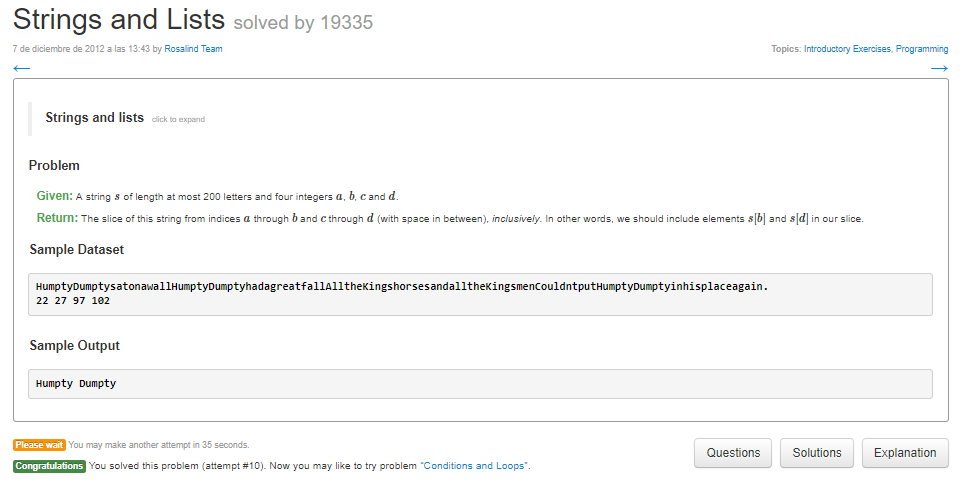 Strings and Lists solved by 19335
7 de diciembre de 2012 a las 13:43 by Rosalind Team
Topics: Introductory Exercises, Programming
← →
Strings and lists click to expand
Problem
Given: A string s of length at most 200 letters and four integers a, b, c and d.
Return: The slice of this string from indices a through b and c through d (with space in between), inclusively. In other words, we should include elements s[b] and s[d] in our slice.
Sample Dataset
HumptyDumptysatonawallHumptyDumptyhadagreatfallAlltheKingshorsesandalltheKingsmenCouldntputHumptyDumptyinhisplaceagain.
22 27 97 102
Sample Output
Humpty Dumpty
Please wait You may make another attempt in 35 seconds.
Congratulations You solved this problem (attempt #10). Now you may like to try problem "Conditions and Loops".
Questions Solutions Explanation